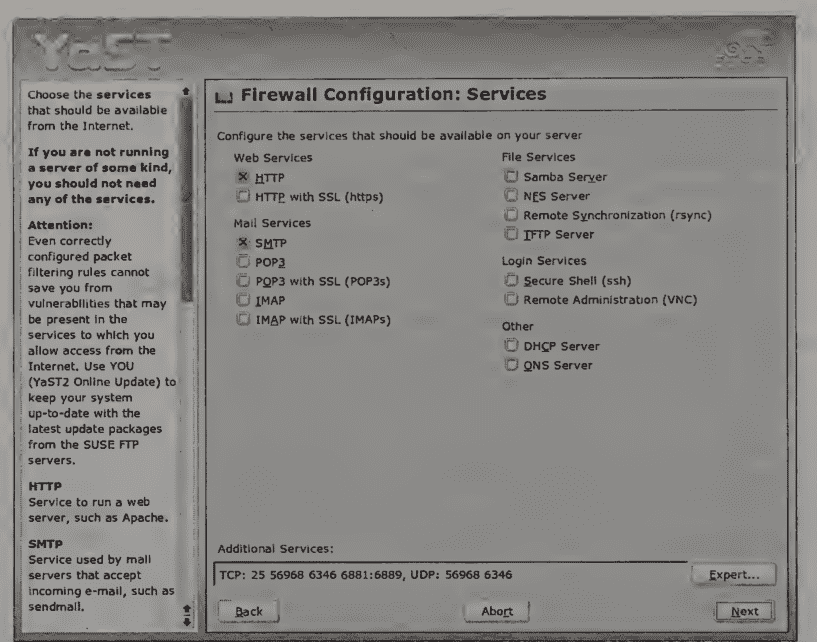 YaST
Choose the services
that should be available
from the Internet.
If you are not running
a server of some kind,
you should not need
any of the services.
Attention:
Even correctly
configured packet
filtering rules cannot
save you from
vulnerabilities that may
be present in the
services to which you
allow access from the
Internet. Use YOU
(YaST2 Online Update) to
keep your system
up-to-date with the
latest update packages
from the SUSE FTP
servers.
HTTP
Service to run a web
server, such as Apache.
SMTP
Service used by mail
servers that accept
incoming e-mail, such as
sendmail.
Firewall Configuration: Services
Configure the services that should be available on your server
Web Services
HTTP
HTTP with SSL (https)
Mail Services
SMTP
POP3
POP3 with SSL (POP3s)
IMAP
IMAP with SSL (IMAPs)
File Services
Samba Server
NFS Server
Remote Synchronization (rsync)
TFTP Server
Login Services
Secure Shell (ssh)
Remote Administration (VNC)
Other
DHCP Server
DNS Server
Additional Services:
TCP: 25 56968 6346 6881:6889, UDP: 56968 6346
Expert...
Back
Abort
Next